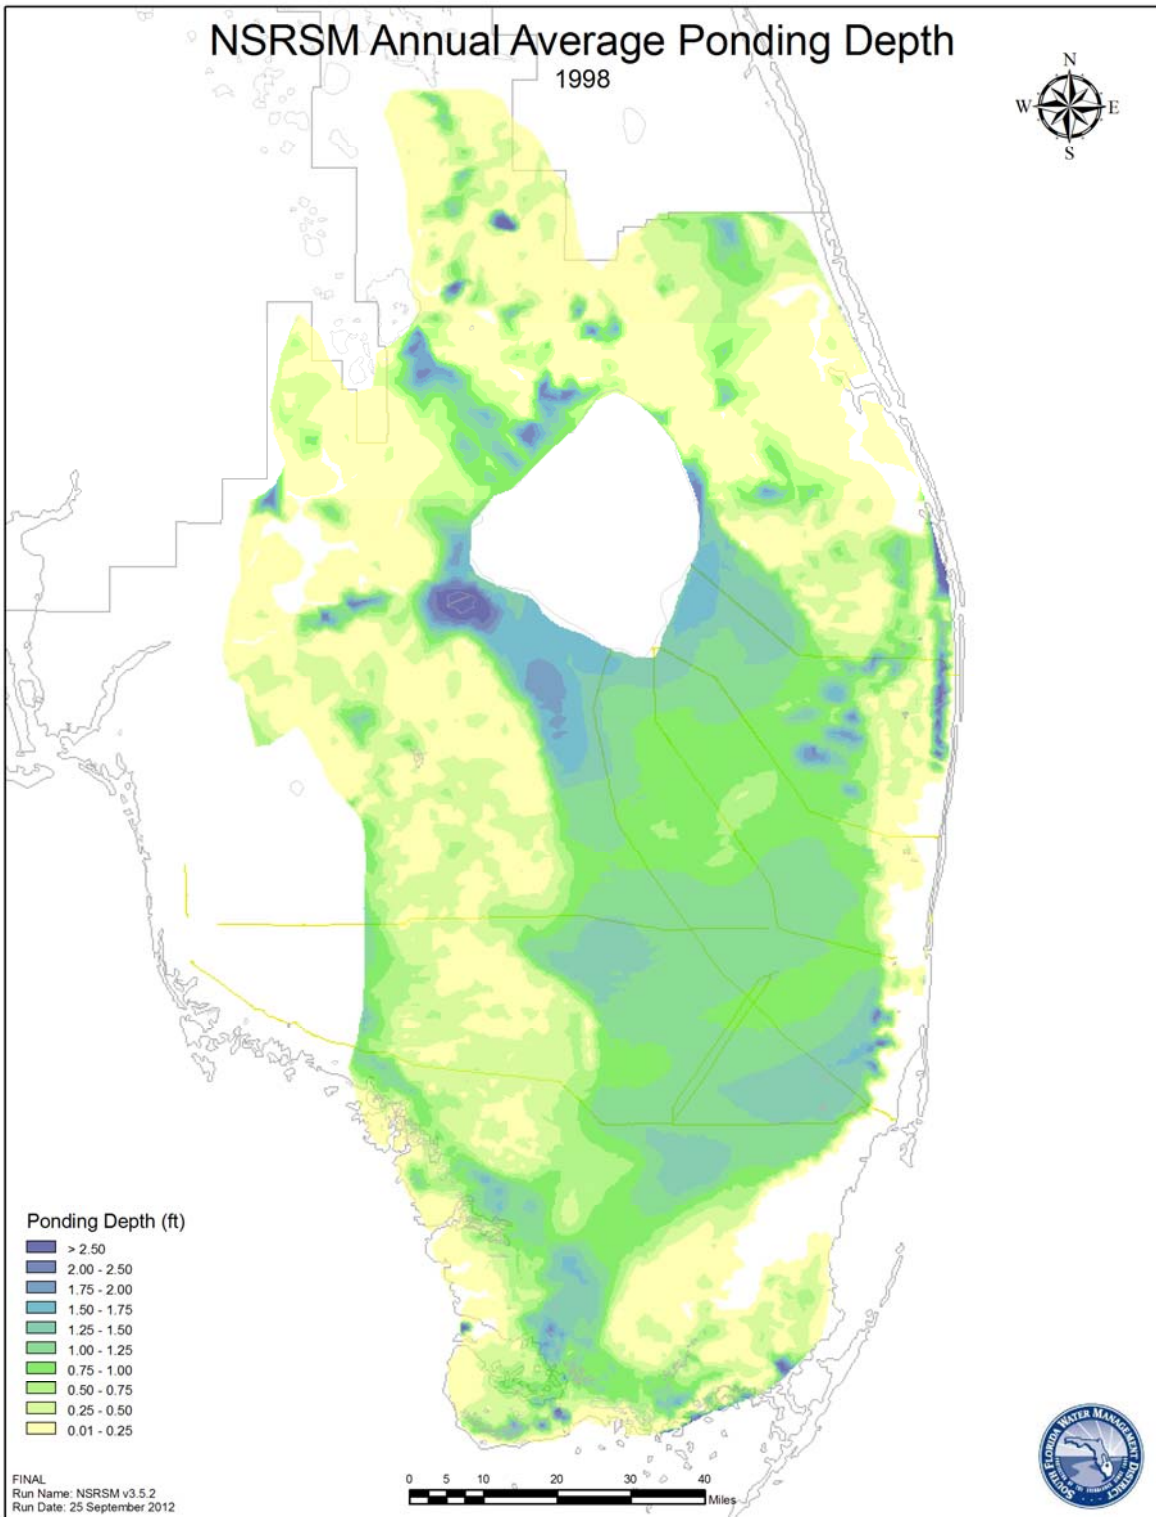 NSRSM Annual Average Ponding Depth
1998
N
W
E
S
Ponding Depth (ft)
> 2.50
2.00 - 2.50
1.75 - 2.00
1.50 - 1.75
1.25 - 1.50
1.00 - 1.25
0.75 - 1.00
0.50 - 0.75
0.25 - 0.50
0.01 - 0.25
FINAL
Run Name: NSRSM v3.5.2
Run Date: 25 September 2012
0 5 10 20 30 40
Miles
SOUTH FLORIDA WATER MANAGEMENT DISTRICT